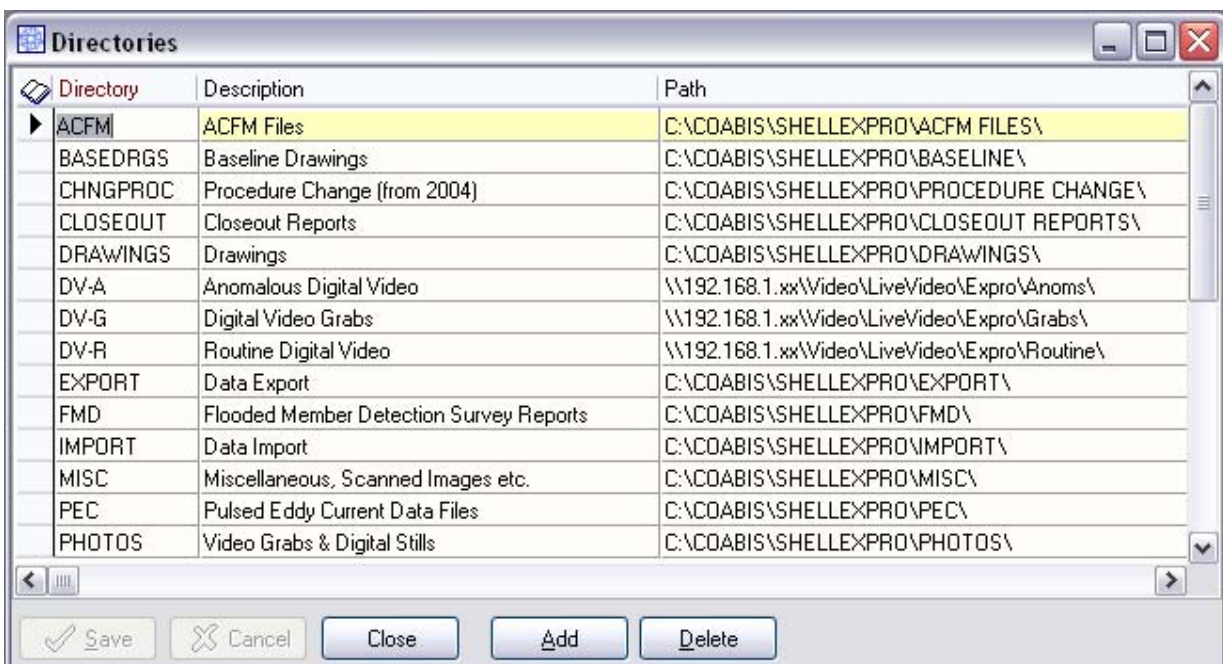 Directories
Directory Description Path
ACFM ACFM Files C:\COABIS\SHELLEXPRO\ACFM FILES\
BASEDRGS Baseline Drawings C:\COABIS\SHELLEXPRO\BASELINE\
CHNGPROC Procedure Change (from 2004) C:\COABIS\SHELLEXPRO\PROCEDURE CHANGE\
CLOSEOUT Closeout Reports C:\COABIS\SHELLEXPRO\CLOSEOUT REPORTS\
DRAWINGS Drawings C:\COABIS\SHELLEXPRO\DRAWINGS\
DV-A Anomalous Digital Video \\192.168.1.xx\Video\LiveVideo\Expro\Anoms\
DV-G Digital Video Grabs \\192.168.1.xx\Video\LiveVideo\Expro\Grabs\
DV-R Routine Digital Video \\192.168.1.xx\Video\LiveVideo\Expro\Routine\
EXPORT Data Export C:\COABIS\SHELLEXPRO\EXPORT\
FMD Flooded Member Detection Survey Reports C:\COABIS\SHELLEXPRO\FMD\
IMPORT Data Import C:\COABIS\SHELLEXPRO\IMPORT\
MISC Miscellaneous, Scanned Images etc. C:\COABIS\SHELLEXPRO\MISC\
PEC Pulsed Eddy Current Data Files C:\COABIS\SHELLEXPRO\PEC\
PHOTOS Video Grabs & Digital Stills C:\COABIS\SHELLEXPRO\PHOTOS\
Save Cancel Close Add Delete